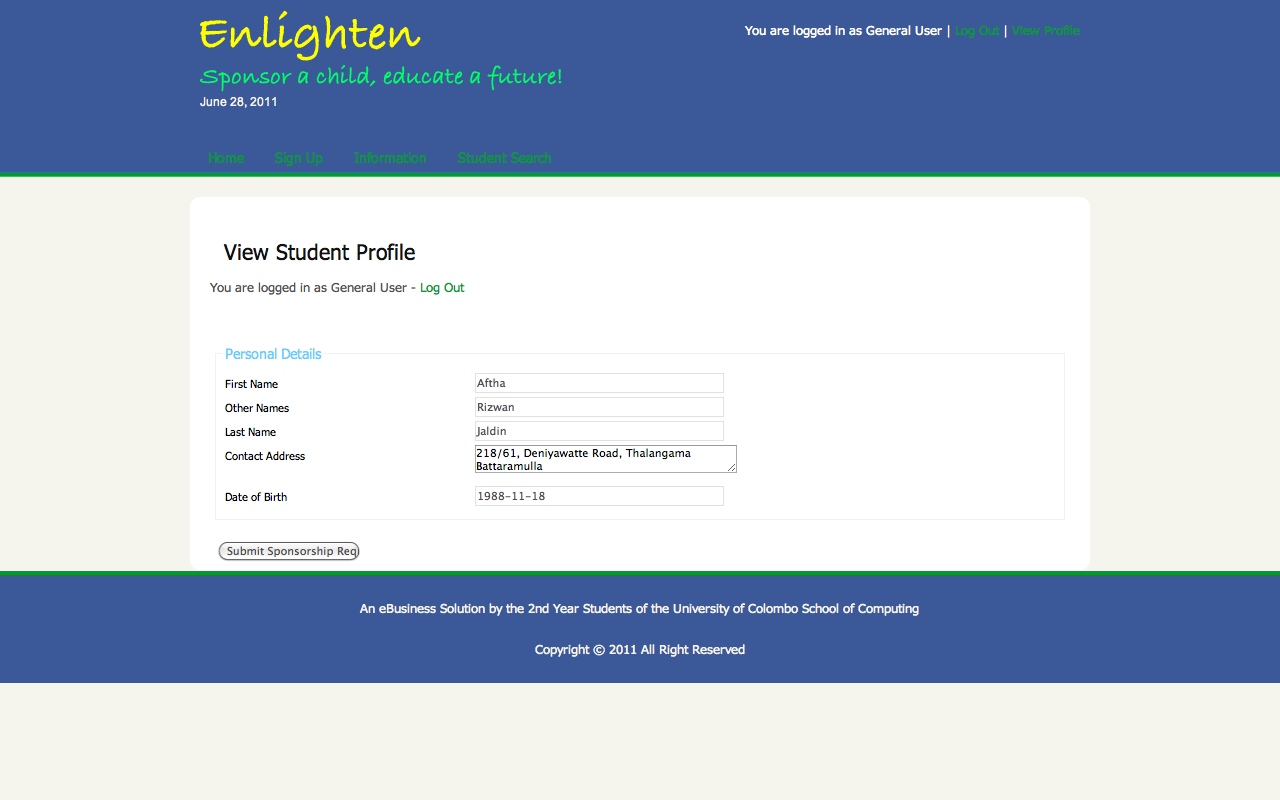 Enlighten
You are logged in as General User | Log Out | View Profile
Sponsor a child, educate a future!
June 28, 2011
Home Sign Up Information Student Search
View Student Profile
You are logged in as General User - Log Out
Personal Details
First Name Aftha
Other Names Rizwan
Last Name Jaldin
Contact Address 218/61, Deniyawatte Road, Thalangama
Battaramulla
Date of Birth 1988-11-18
Submit Sponsorship Req
An eBusiness Solution by the 2nd Year Students of the University of Colombo School of Computing
Copyright © 2011 All Right Reserved